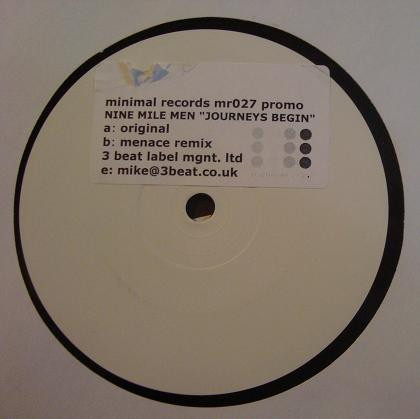 minimal records mr027 promo
NINE MILE MEN "JOURNEYS BEGIN"
a: original
b: menace remix
3 beat label mgnt. ltd
e: mike@3beat.co.uk